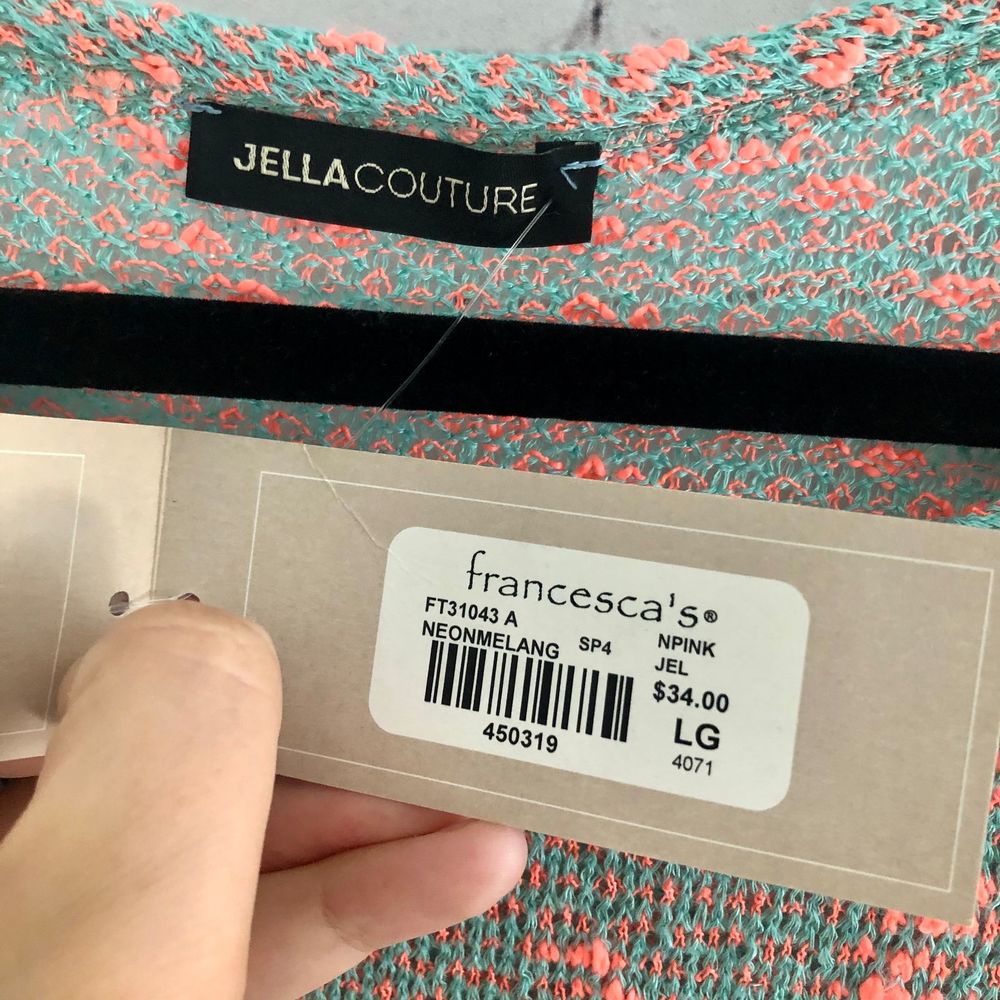 JELLACOUTURE
francesca's®
FT31043 A
NEONMELANG SP4 NPINK
JEL
$34.00
450319 LG
4071